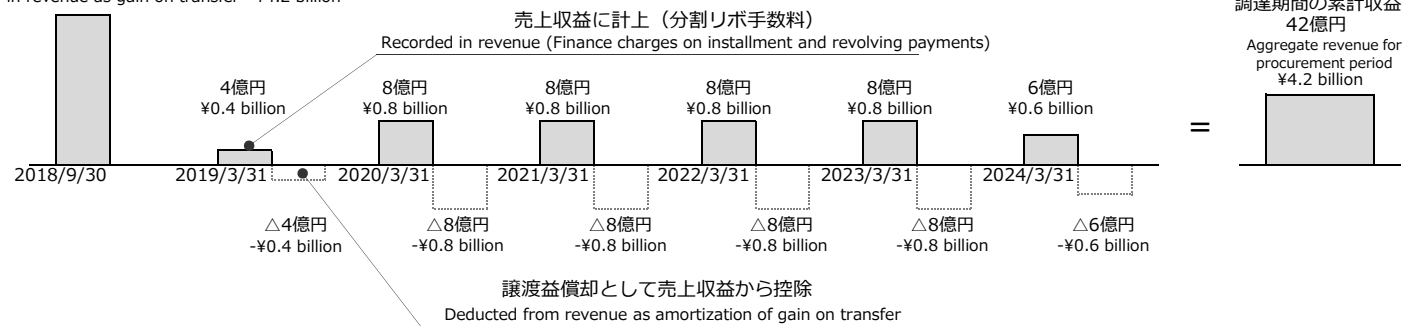 in revenue as gain on transfer ¥4.2 billion
調達期間の累計収益
42億円
Aggregate revenue for
procurement period
¥4.2 billion
売上収益に計上（分割リボ手数料）
Recorded in revenue (Finance charges on installment and revolving payments)
4億円
¥0.4 billion
8億円
¥0.8 billion
8億円
¥0.8 billion
8億円
¥0.8 billion
8億円
¥0.8 billion
6億円
¥0.6 billion
=
2018/9/30
2019/3/31
2020/3/31
2021/3/31
2022/3/31
2023/3/31
2024/3/31
△4億円
-¥0.4 billion
△8億円
-¥0.8 billion
△8億円
-¥0.8 billion
△8億円
-¥0.8 billion
△8億円
-¥0.8 billion
△6億円
-¥0.6 billion
譲渡益償却として売上収益から控除
Deducted from revenue as amortization of gain on transfer